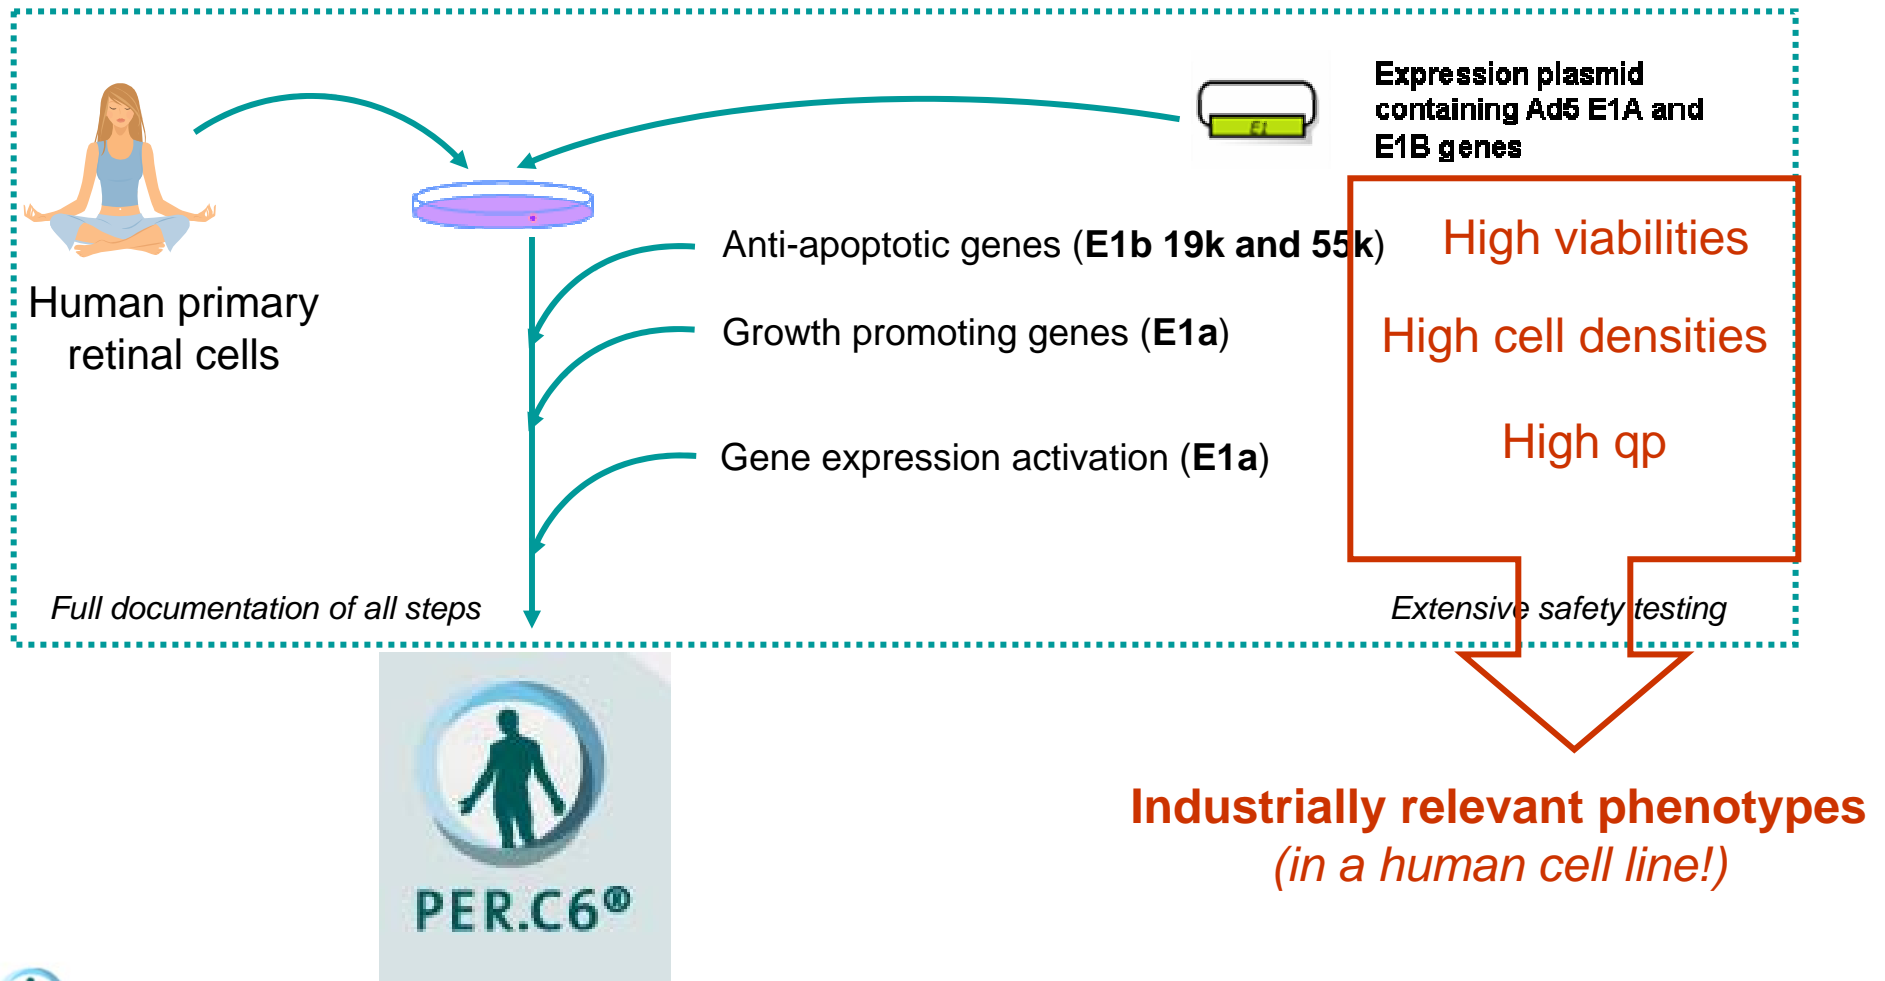 Expression plasmid
containing Ad5 E1A and
E1B genes
E1
Human primary
retinal cells
Anti-apoptotic genes (E1b 19k and 55k)
Growth promoting genes (E1a)
Gene expression activation (E1a)
High viabilities
High cell densities
High qp
Full documentation of all steps
Extensive safety testing
PER.C6®
Industrially relevant phenotypes
(in a human cell line!)